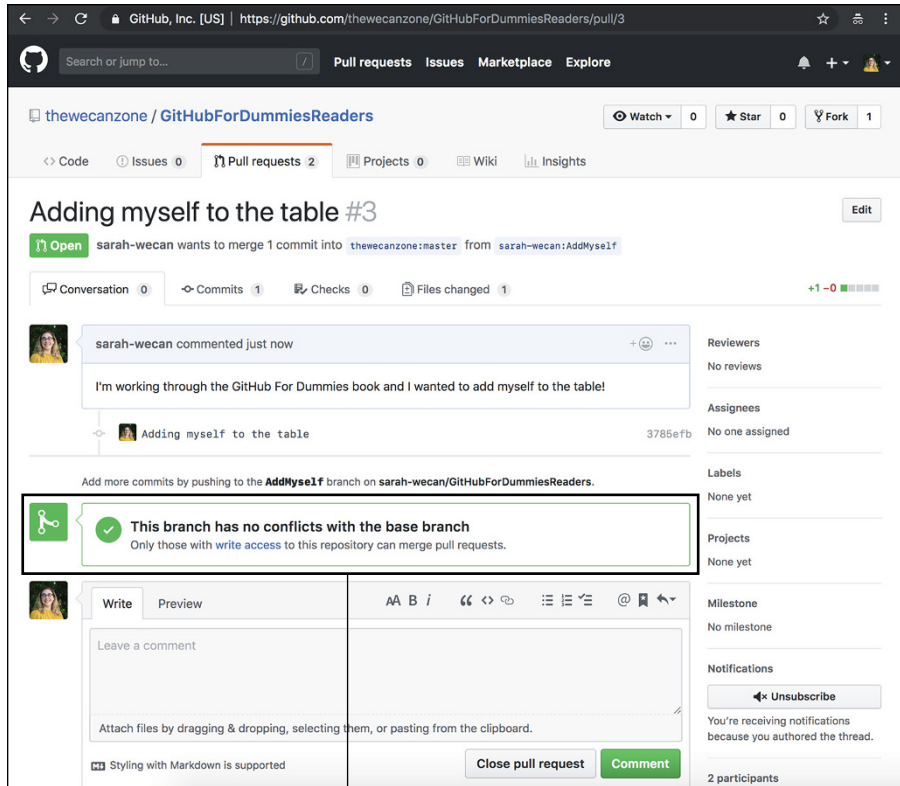 GitHub, Inc. [US] | https://github.com/thewecanzone/GitHubForDummiesReaders/pull/3
Search or jump to... / Pull requests Issues Marketplace Explore
thewecanzone / GitHubForDummiesReaders Watch 0 Star 0 Fork 1
Code Issues 0 Pull requests 2 Projects 0 Wiki Insights
Adding myself to the table #3 Edit
Open sarah-wecan wants to merge 1 commit into thewecanzone:master from sarah-wecan:AddMyself
Conversation 0 Commits 1 Checks 0 Files changed 1 +1 −0
sarah-wecan commented just now
I'm working through the GitHub For Dummies book and I wanted to add myself to the table!
Adding myself to the table 3785efb
Add more commits by pushing to the AddMyself branch on sarah-wecan/GitHubForDummiesReaders.
This branch has no conflicts with the base branch
Only those with write access to this repository can merge pull requests.
Write Preview AA B i
Leave a comment
Attach files by dragging & dropping, selecting them, or pasting from the clipboard.
Styling with Markdown is supported
Close pull request Comment
Reviewers
No reviews
Assignees
No one assigned
Labels
None yet
Projects
None yet
Milestone
No milestone
Notifications
Unsubscribe
You're receiving notifications
because you authored the thread.
2 participants